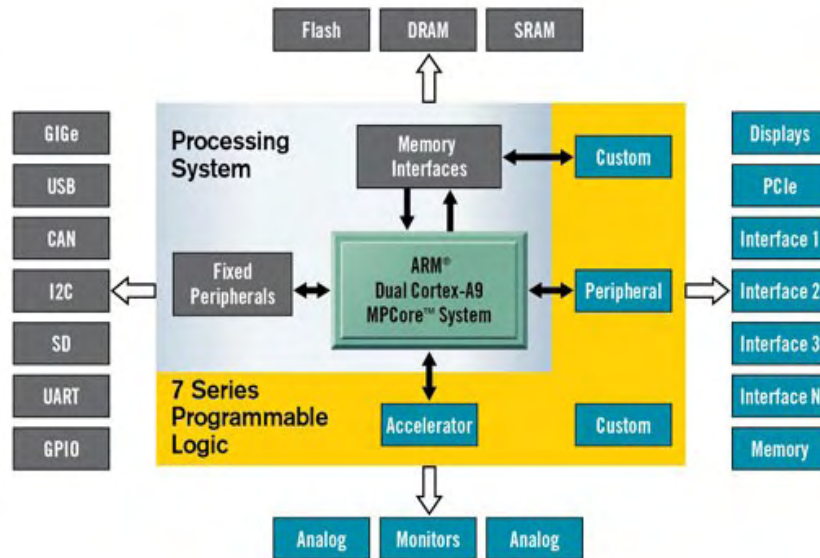 Flash
DRAM
SRAM
GIGe
USB
CAN
I2C
SD
UART
GPIO
Processing
System
Memory
Interfaces
Custom
Fixed
Peripherals
ARM®
Dual Cortex-A9
MPCore™ System
Peripheral
7 Series
Programmable
Logic
Accelerator
Custom
Displays
PCIe
Interface 1
Interface 2
Interface 3
Interface N
Memory
Analog
Monitors
Analog